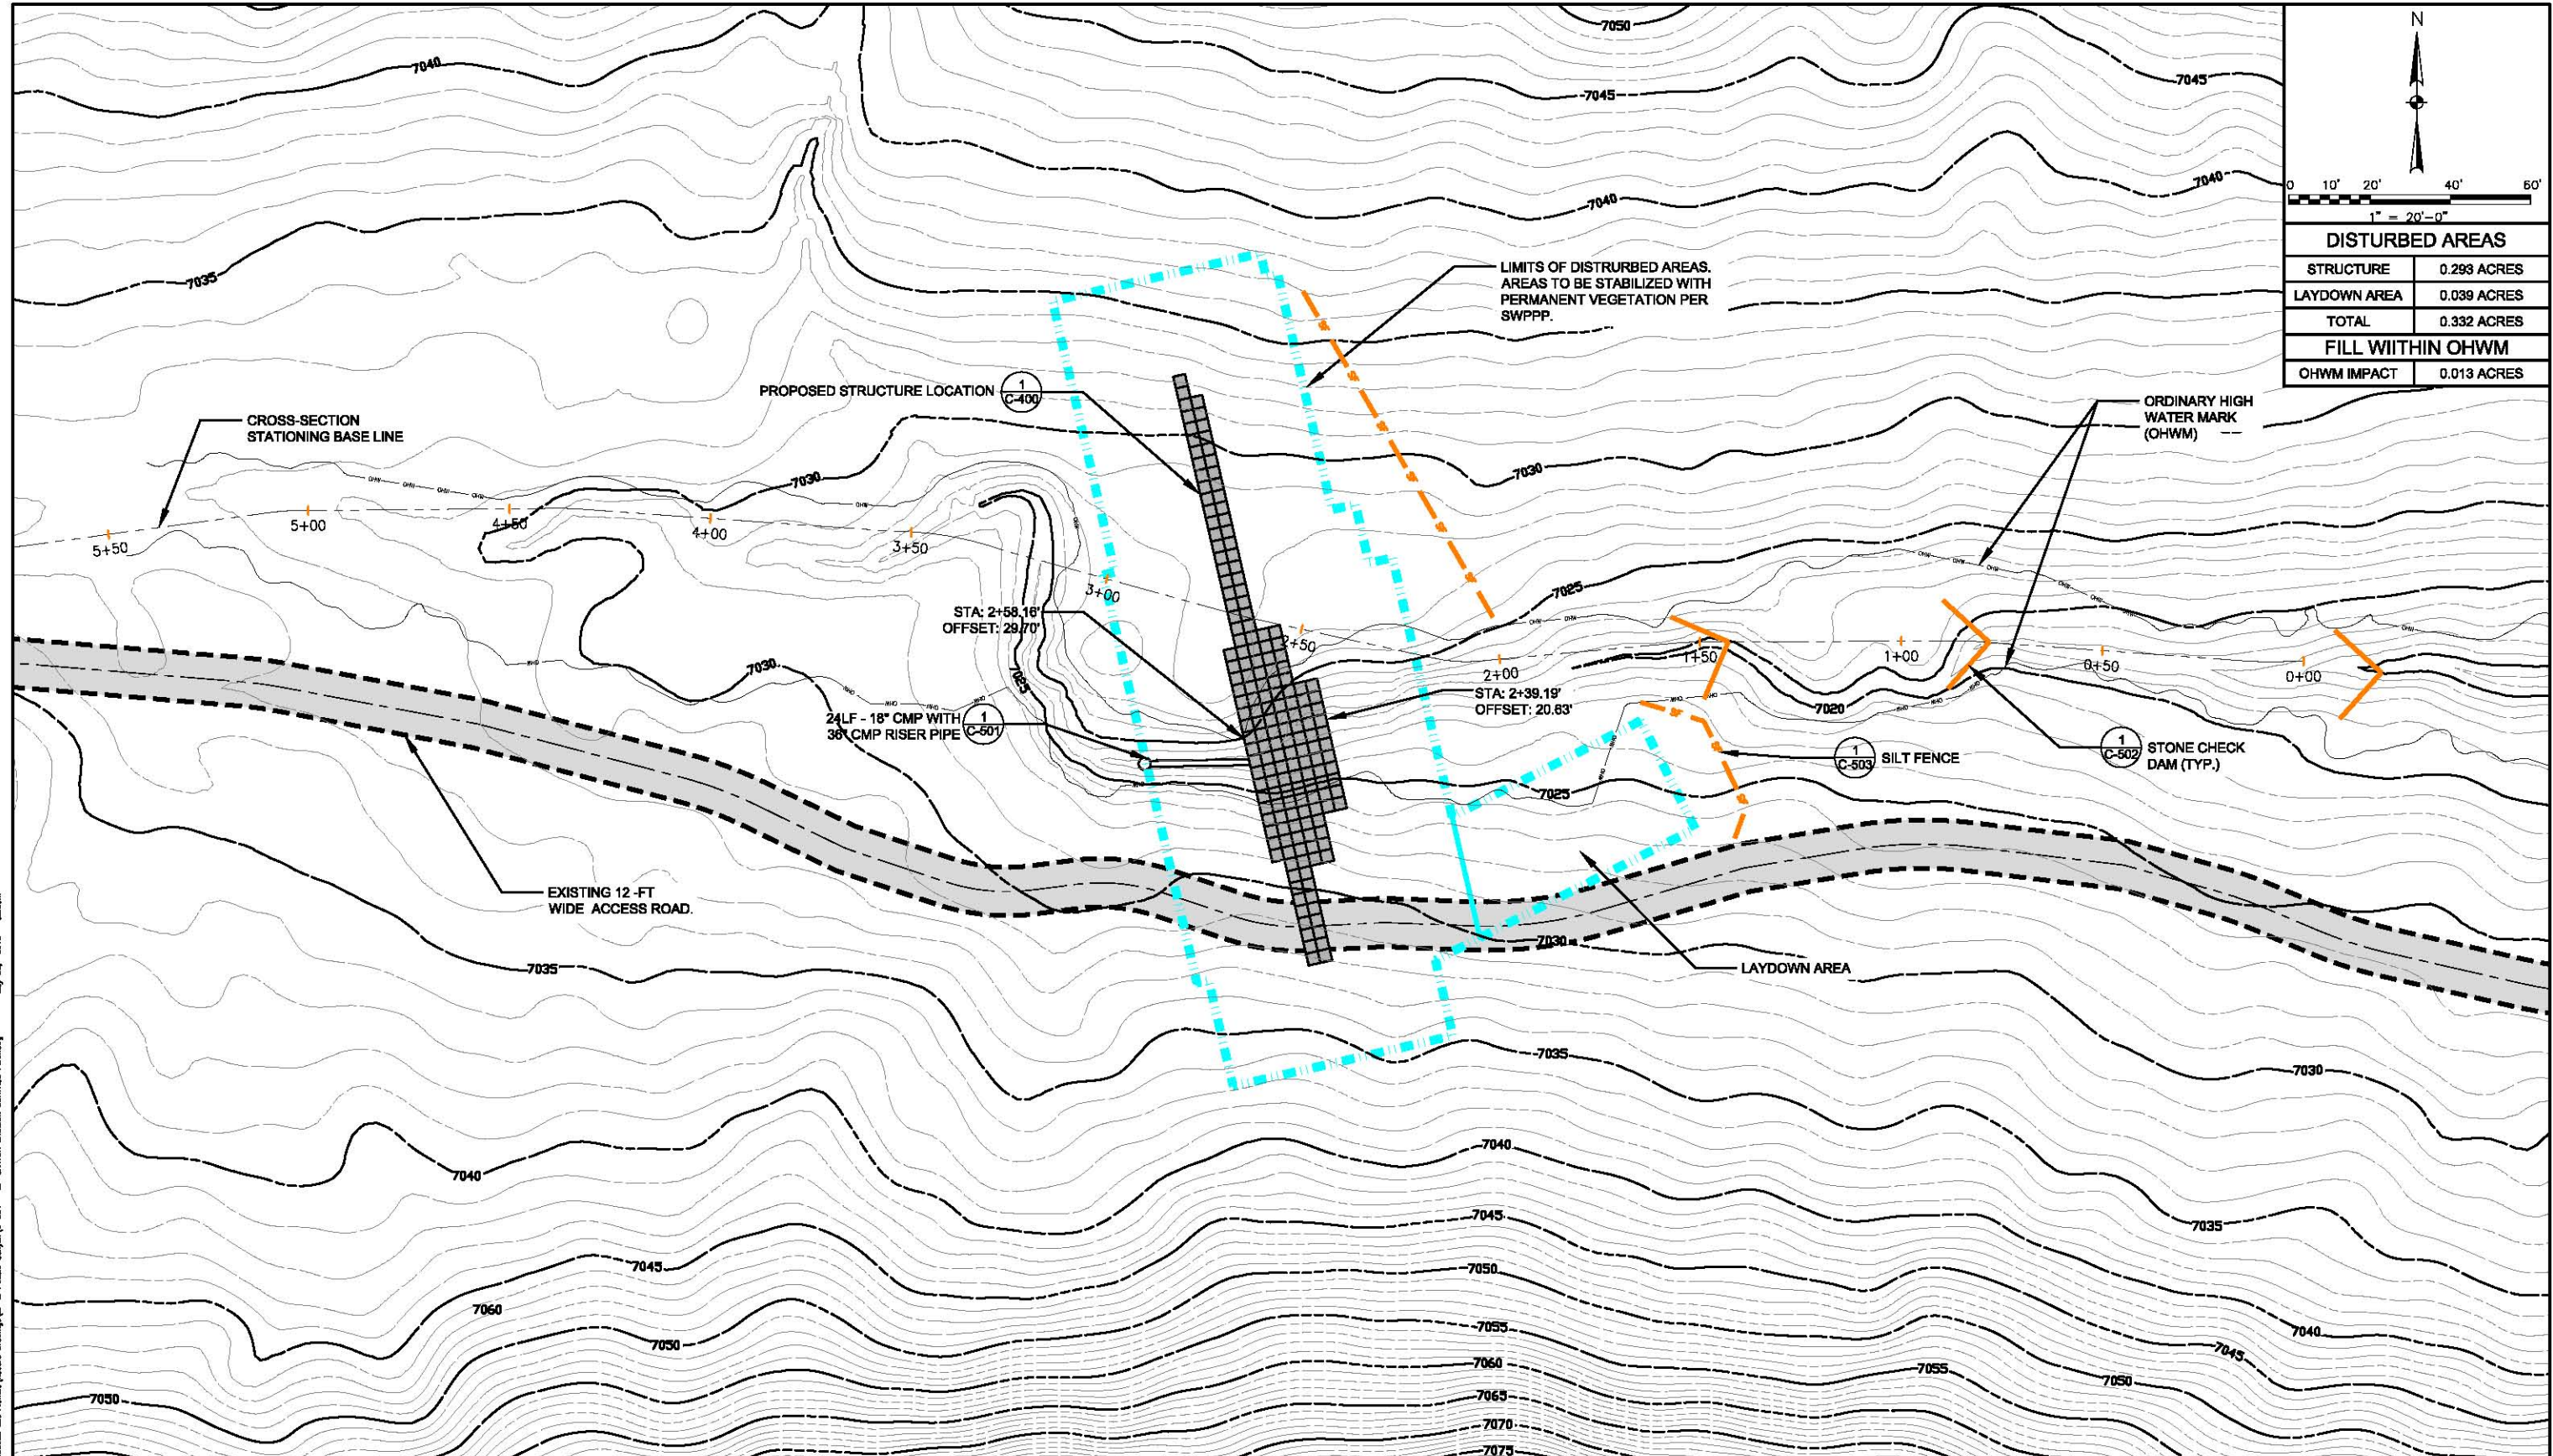 7050
7040
7045
7045
N
0 10' 20' 40' 60'
1" = 20'-0"
DISTURBED AREAS
STRUCTURE 0.293 ACRES
LAYDOWN AREA 0.039 ACRES
TOTAL 0.332 ACRES
FILL WIITHIN OHWM
OHWM IMPACT 0.013 ACRES
7040
7040
7035
LIMITS OF DISTRURBED AREAS.
AREAS TO BE STABILIZED WITH
PERMANENT VEGETATION PER
SWPPP.
PROPOSED STRUCTURE LOCATION
1
C-400
CROSS-SECTION
STATIONING BASE LINE
ORDINARY HIGH
WATER MARK
(OHWM)
7030
7030
5+50
5+00
4+50
4+00
3+50
3+00
2+50
2+00
1+50
1+00
0+50
0+00
7025
STA: 2+58.16'
OFFSET: 29.70'
7030
7025
STA: 2+39.19'
OFFSET: 20.63'
7020
24LF - 18" CMP WITH
36" CMP RISER PIPE
1
C-501
1
C-503
SILT FENCE
1
C-502
STONE CHECK
DAM (TYP.)
7025
EXISTING 12 -FT
WIDE ACCESS ROAD.
7030
LAYDOWN AREA
7035
7035
7030
7040
7040
7045
7035
7045
7050
7060
7050
7055
7040
7045
7060
7055
7050
7050
7065
7070
7075